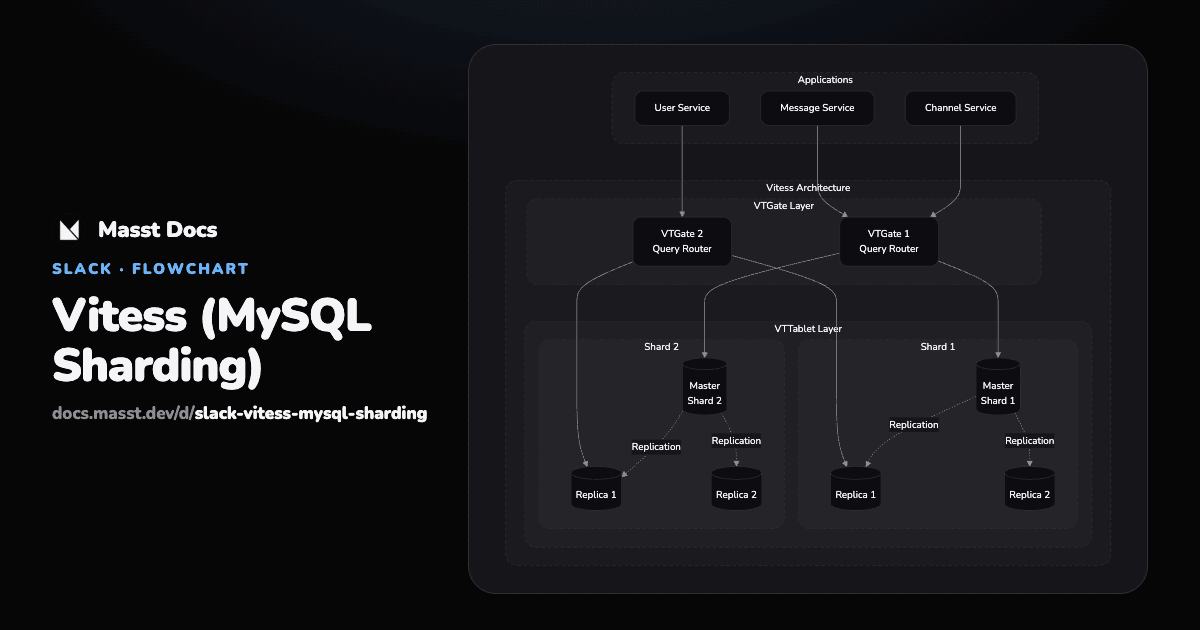 Masst Docs
SLACK · FLOWCHART
Vitess (MySQL
Sharding)
docs.masst.dev/d/slack-vitess-mysql-sharding
Applications
User Service
Message Service
Channel Service
Vitess Architecture
VTGate Layer
VTGate 2
Query Router
VTGate 1
Query Router
VTTablet Layer
Shard 2
Master
Shard 2
Replication
Replication
Replica 1
Replica 2
Shard 1
Master
Shard 1
Replication
Replication
Replica 1
Replica 2